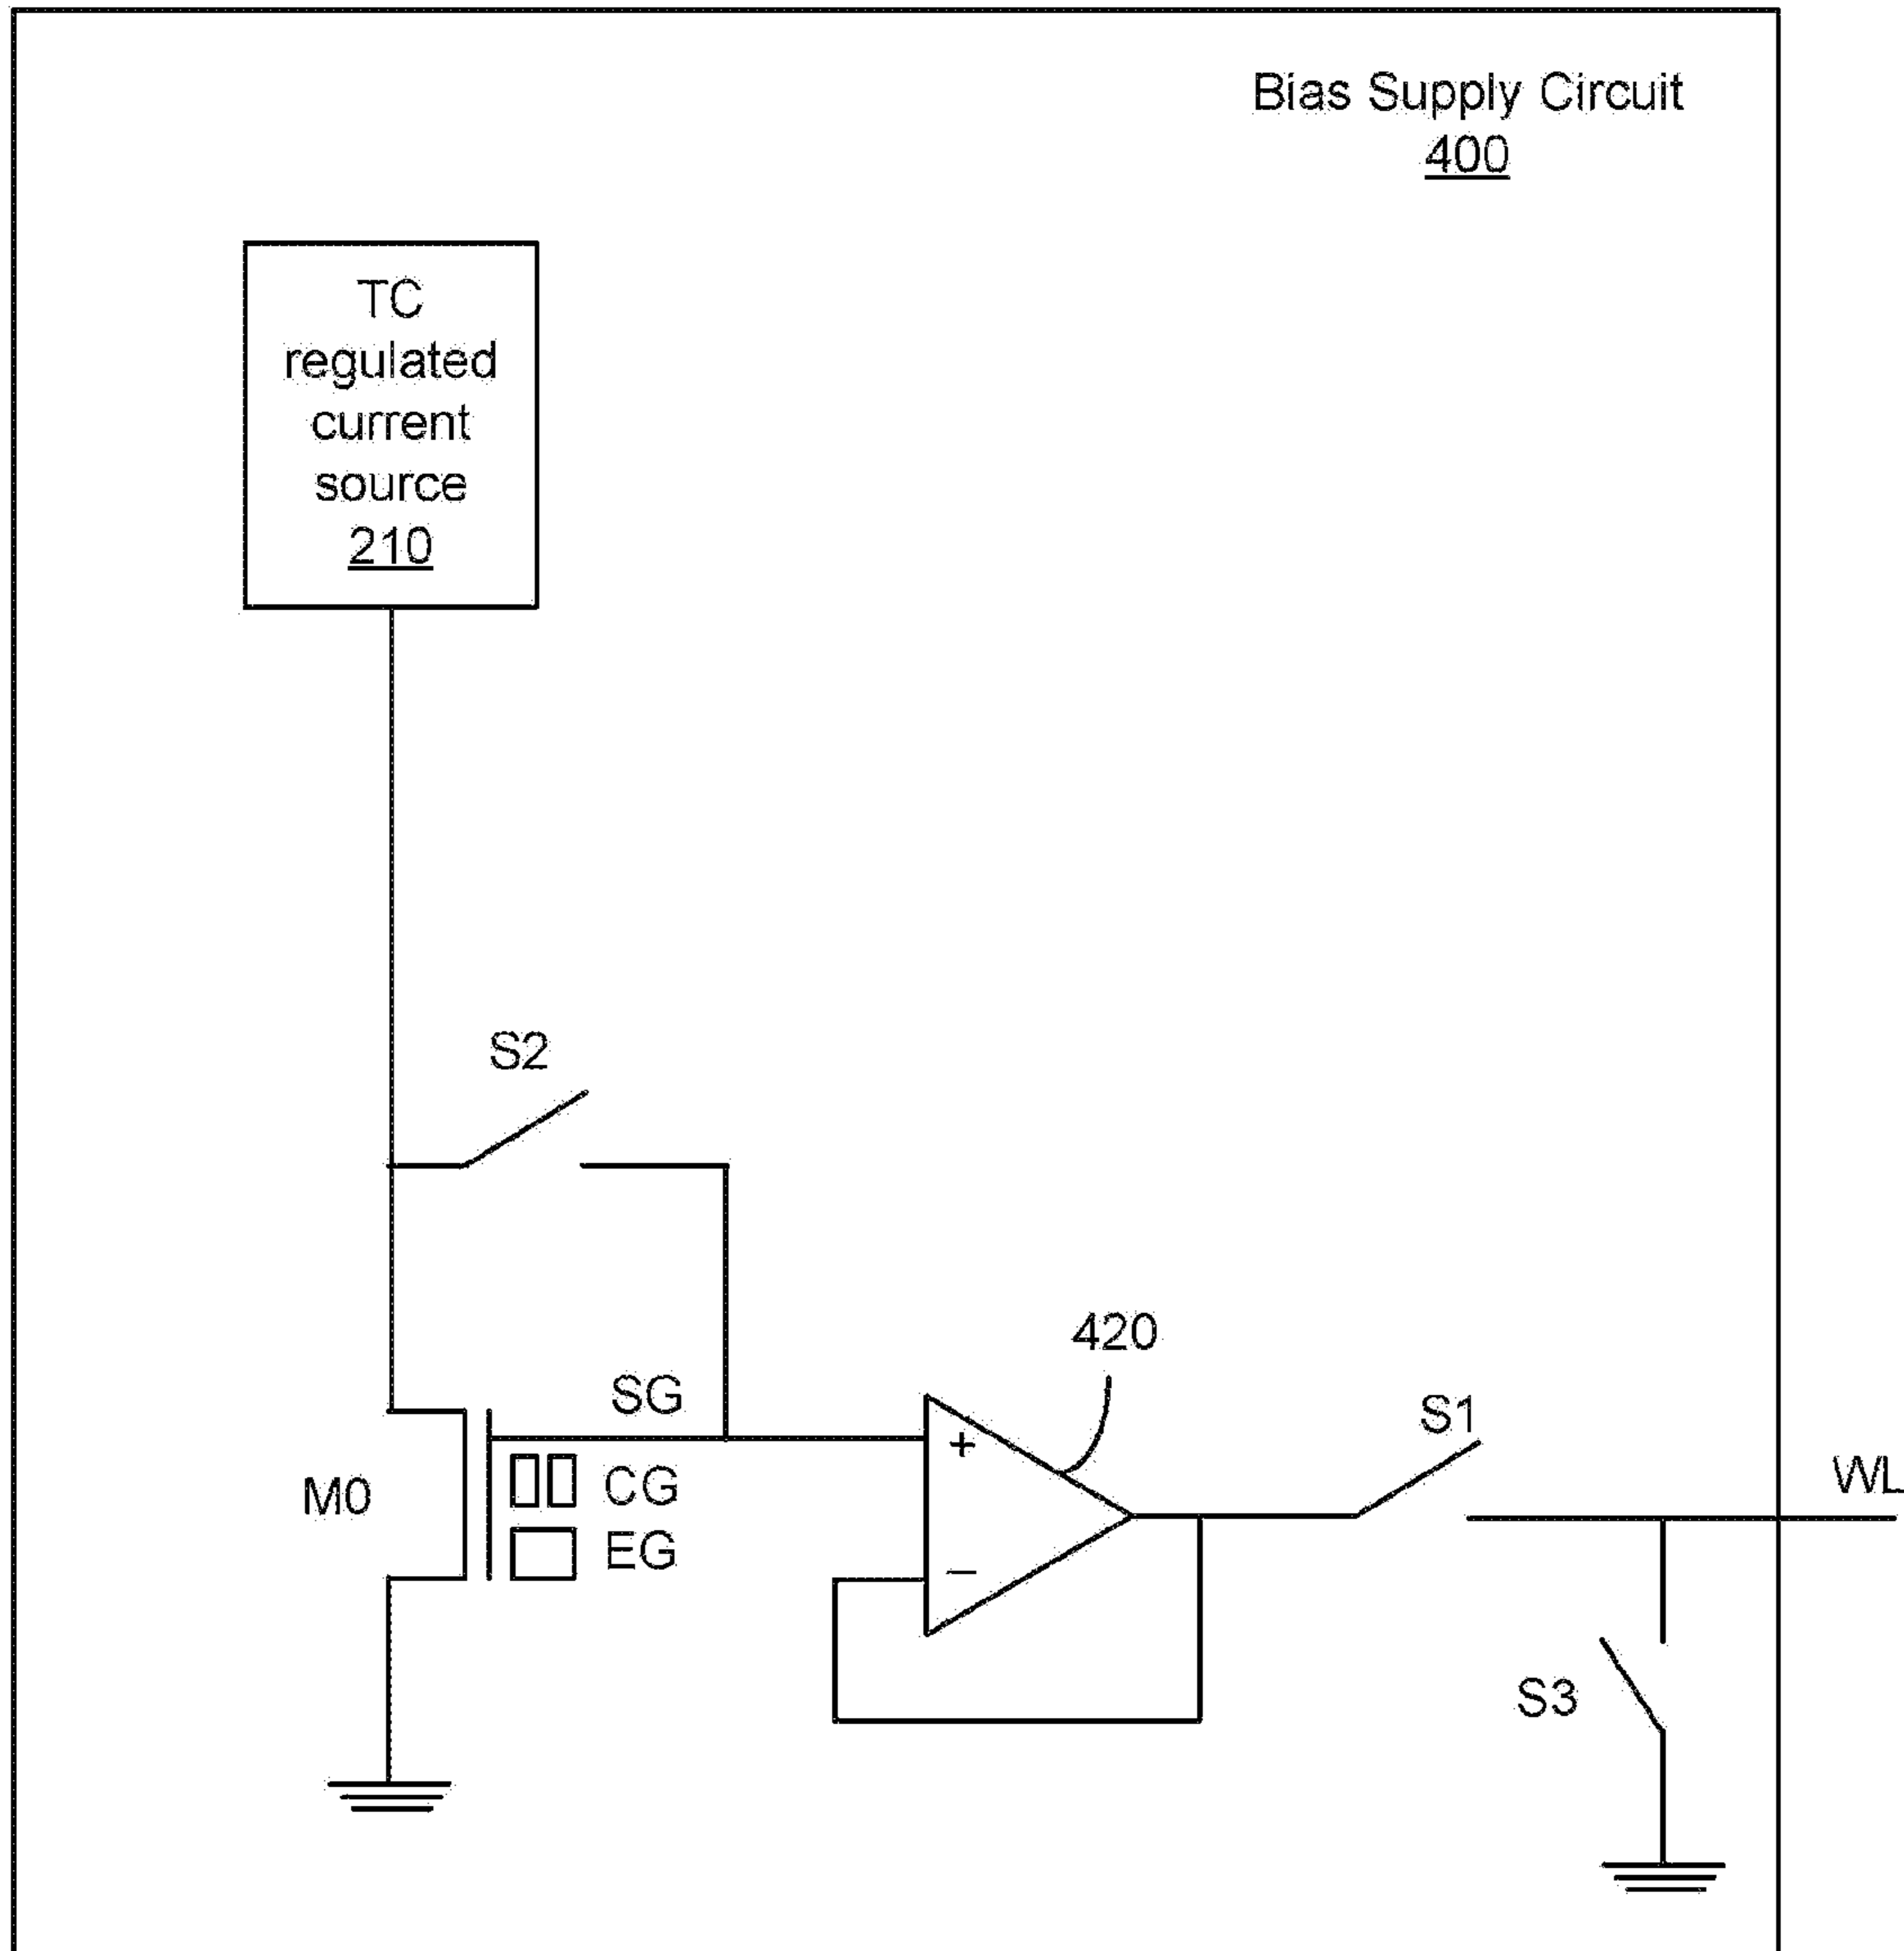 Bias Supply Circuit
400
TC
regulated
current
source
210
S2
SG
420
S1
WL
+
M0
CG
EG
−
S3